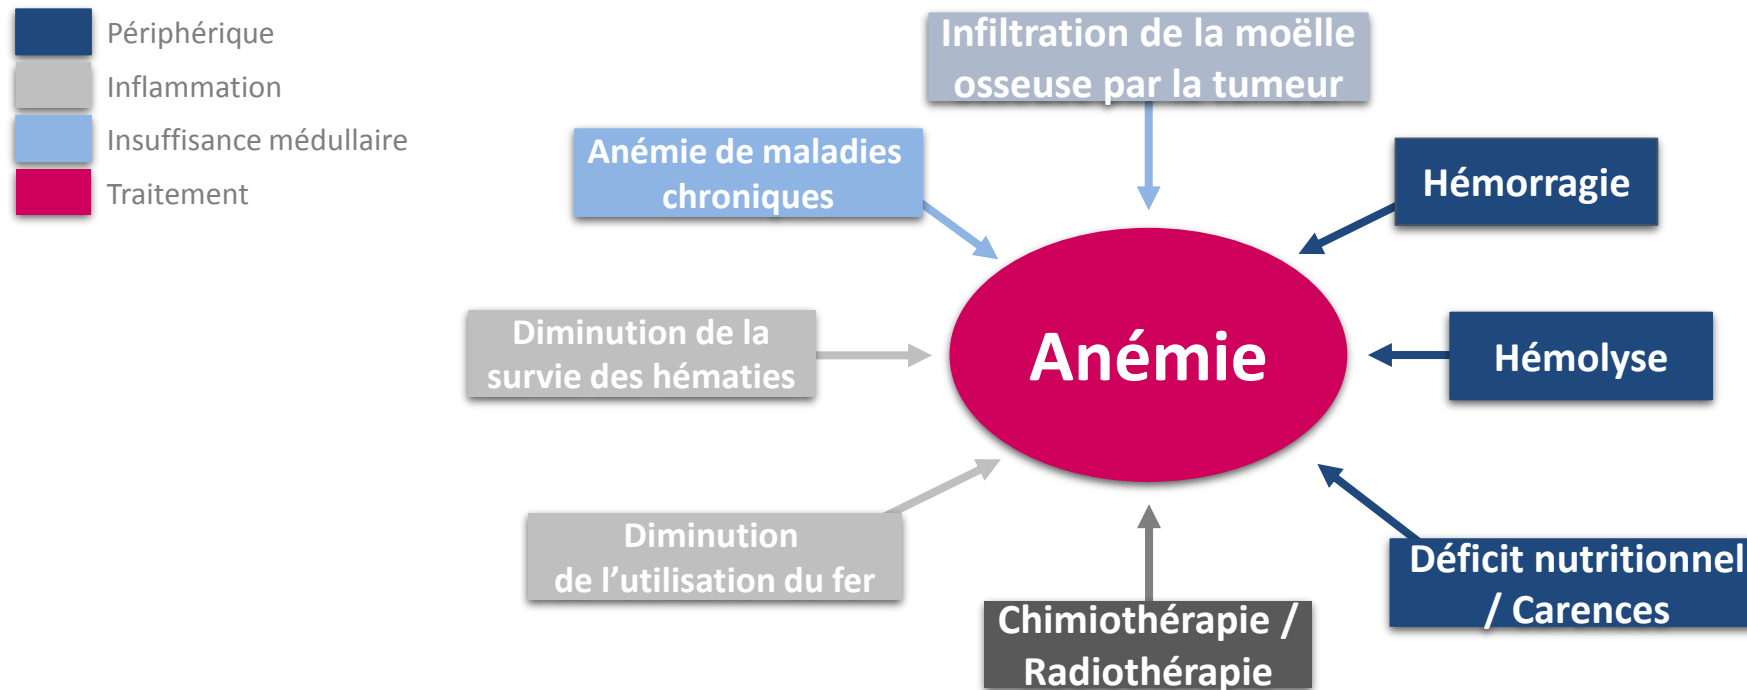 Périphérique
Inflammation
Insuffisance médullaire
Traitement
Infiltration de la moëlle
osseuse par la tumeur
Anémie de maladies
chroniques
Hémorragie
Diminution de la
survie des hématies
Anémie
Hémolyse
Diminution
de l’utilisation du fer
Chimiothérapie /
Radiothérapie
Déficit nutritionnel
/ Carences